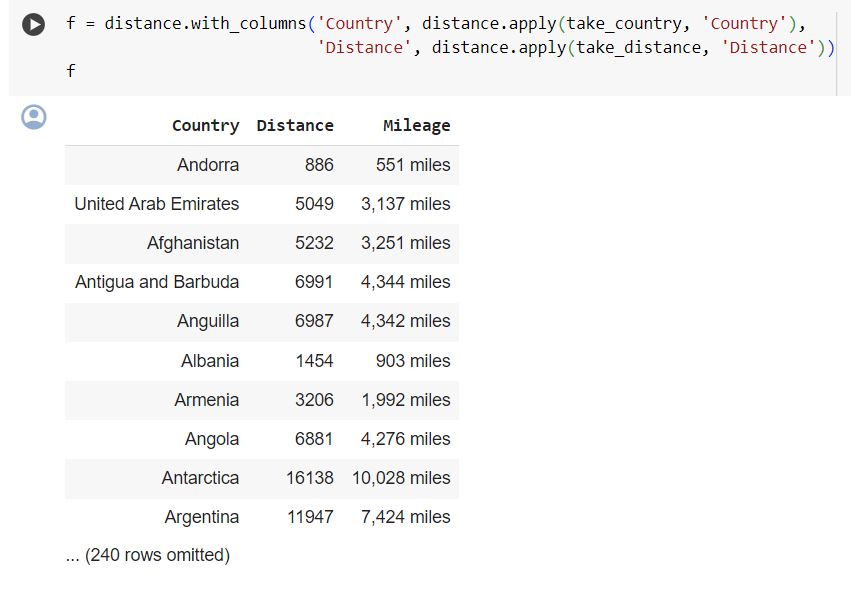 f = distance.with_columns('Country', distance.apply(take_country, 'Country'),
'Distance', distance.apply(take_distance, 'Distance'))
f
Country Distance Mileage
Andorra 886 551 miles
United Arab Emirates 5049 3,137 miles
Afghanistan 5232 3,251 miles
Antigua and Barbuda 6991 4,344 miles
Anguilla 6987 4,342 miles
Albania 1454 903 miles
Armenia 3206 1,992 miles
Angola 6881 4,276 miles
Antarctica 16138 10,028 miles
Argentina 11947 7,424 miles
... (240 rows omitted)